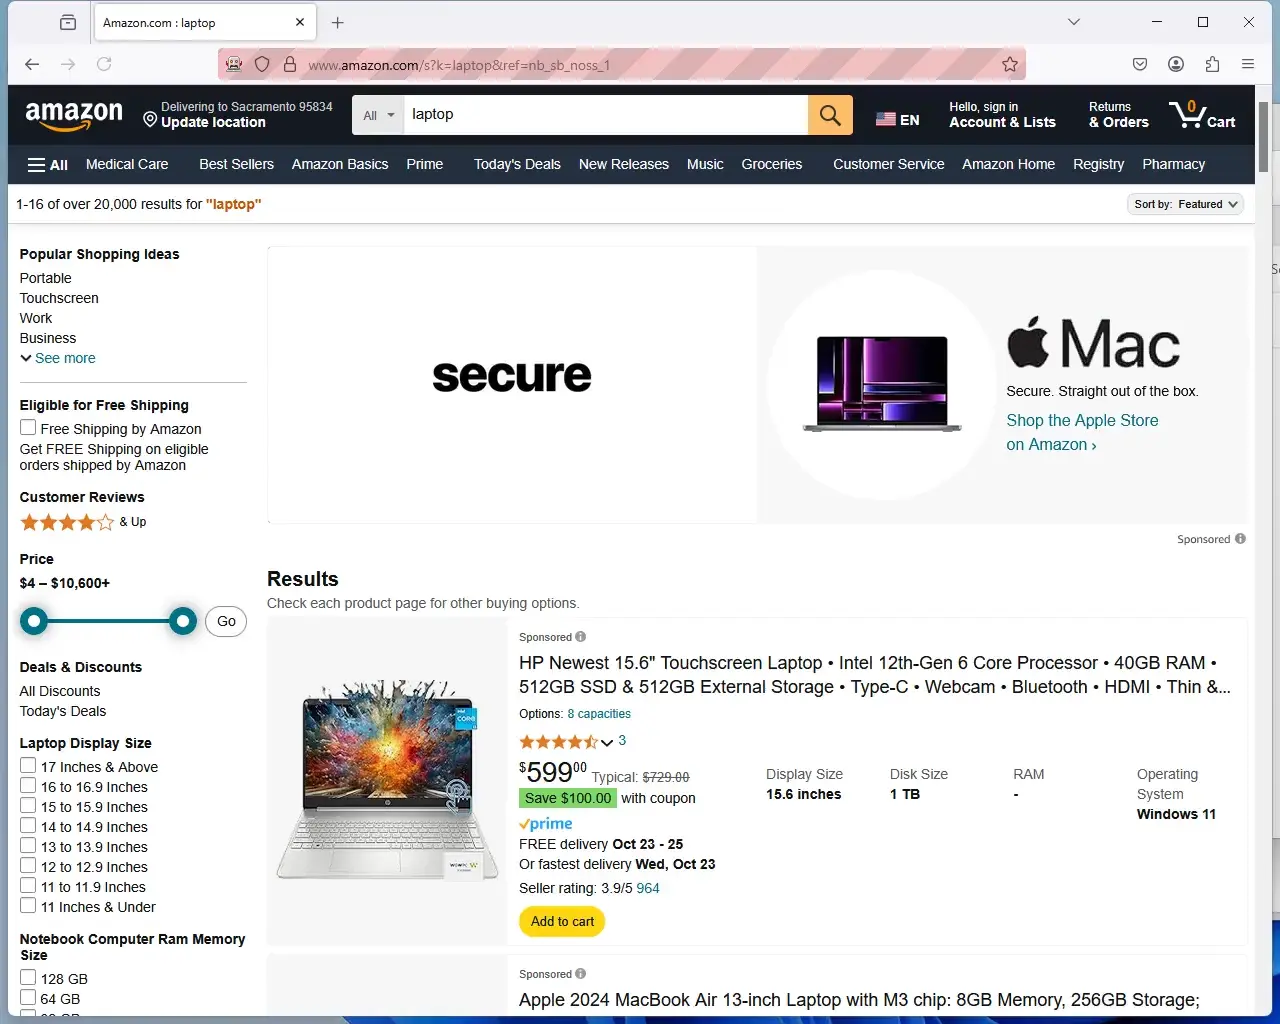 Amazon.com : laptop
www.amazon.com/s?k=laptop&ref=nb_sb_noss_1
amazon
Delivering to Sacramento 95834
Update location
All
laptop
EN
Hello, sign in
Account & Lists
Returns
& Orders
0
Cart
All
Medical Care
Best Sellers
Amazon Basics
Prime
Today's Deals
New Releases
Music
Groceries
Customer Service
Amazon Home
Registry
Pharmacy
1-16 of over 20,000 results for "laptop"
Sort by: Featured
Popular Shopping Ideas
Portable
Touchscreen
Work
Business
See more
Eligible for Free Shipping
Free Shipping by Amazon
Get FREE Shipping on eligible
orders shipped by Amazon
Customer Reviews
& Up
Price
$4 – $10,600+
Go
Deals & Discounts
All Discounts
Today's Deals
Laptop Display Size
17 Inches & Above
16 to 16.9 Inches
15 to 15.9 Inches
14 to 14.9 Inches
13 to 13.9 Inches
12 to 12.9 Inches
11 to 11.9 Inches
11 Inches & Under
Notebook Computer Ram Memory
Size
128 GB
64 GB
secure
Mac
Secure. Straight out of the box.
Shop the Apple Store
on Amazon ›
Sponsored
Results
Check each product page for other buying options.
Sponsored
HP Newest 15.6" Touchscreen Laptop • Intel 12th-Gen 6 Core Processor • 40GB RAM •
512GB SSD & 512GB External Storage • Type-C • Webcam • Bluetooth • HDMI • Thin &...
Options: 8 capacities
3
$599.00 Typical: $729.00
Save $100.00 with coupon
prime
FREE delivery Oct 23 - 25
Or fastest delivery Wed, Oct 23
Seller rating: 3.9/5 964
Add to cart
Display Size
15.6 inches
Disk Size
1 TB
RAM
-
Operating
System
Windows 11
Sponsored
Apple 2024 MacBook Air 13-inch Laptop with M3 chip: 8GB Memory, 256GB Storage;